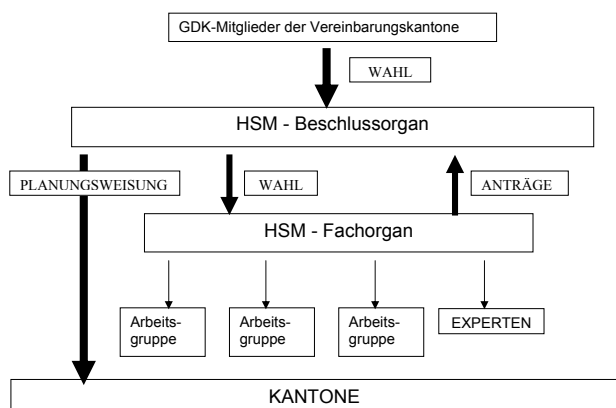 GDK-Mitglieder der Vereinbarungskantone
WAHL
HSM - Beschlussorgan
PLANUNGSWEISUNG
WAHL
ANTRÄGE
HSM - Fachorgan
Arbeits-
gruppe
Arbeits-
gruppe
Arbeits-
gruppe
EXPERTEN
KANTONE